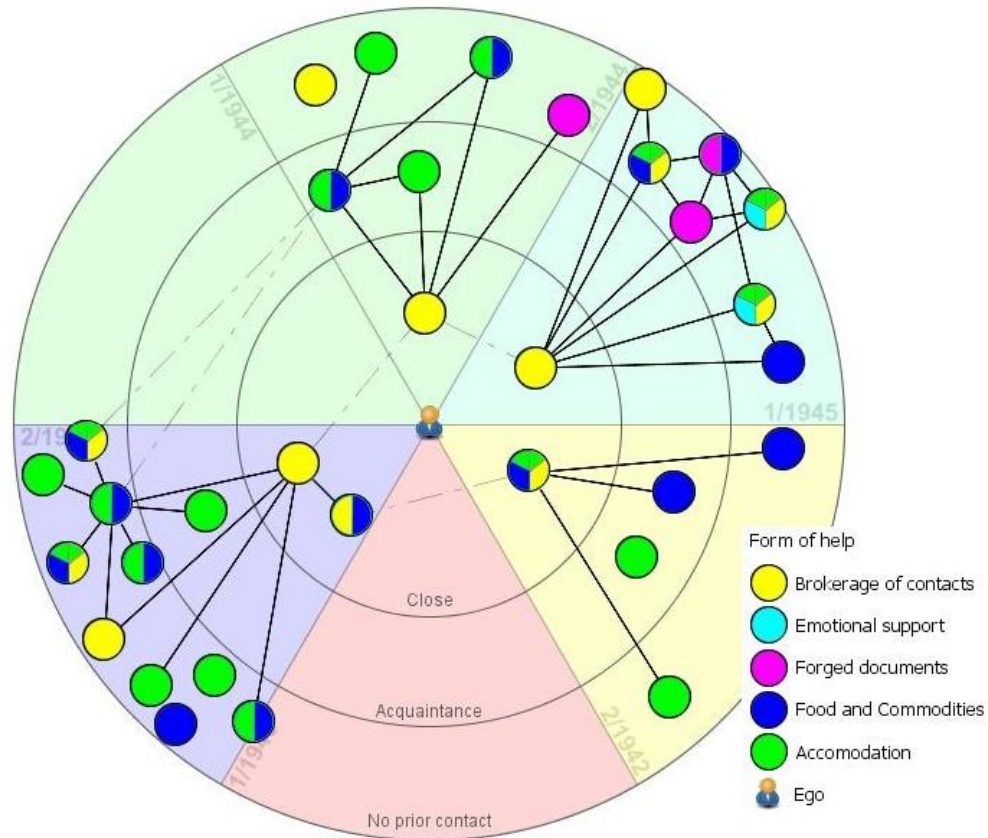 1/1944
2/1944
1/1945
Close
Acquaintance
2/1942
No prior contact
Form of help
Brokerage of contacts
Emotional support
Forged documents
Food and Commodities
Accomodation
Ego